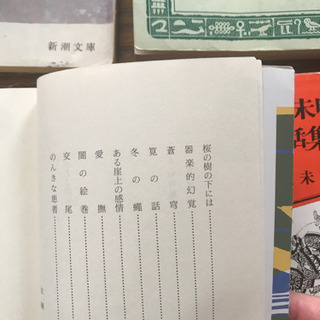 新潮文庫
桜の樹の下には
器楽的幻覚
蒼穹
筧の話
冬の蠅
ある崖上の感情
愛撫
闇の絵巻
交尾
のんきな患者